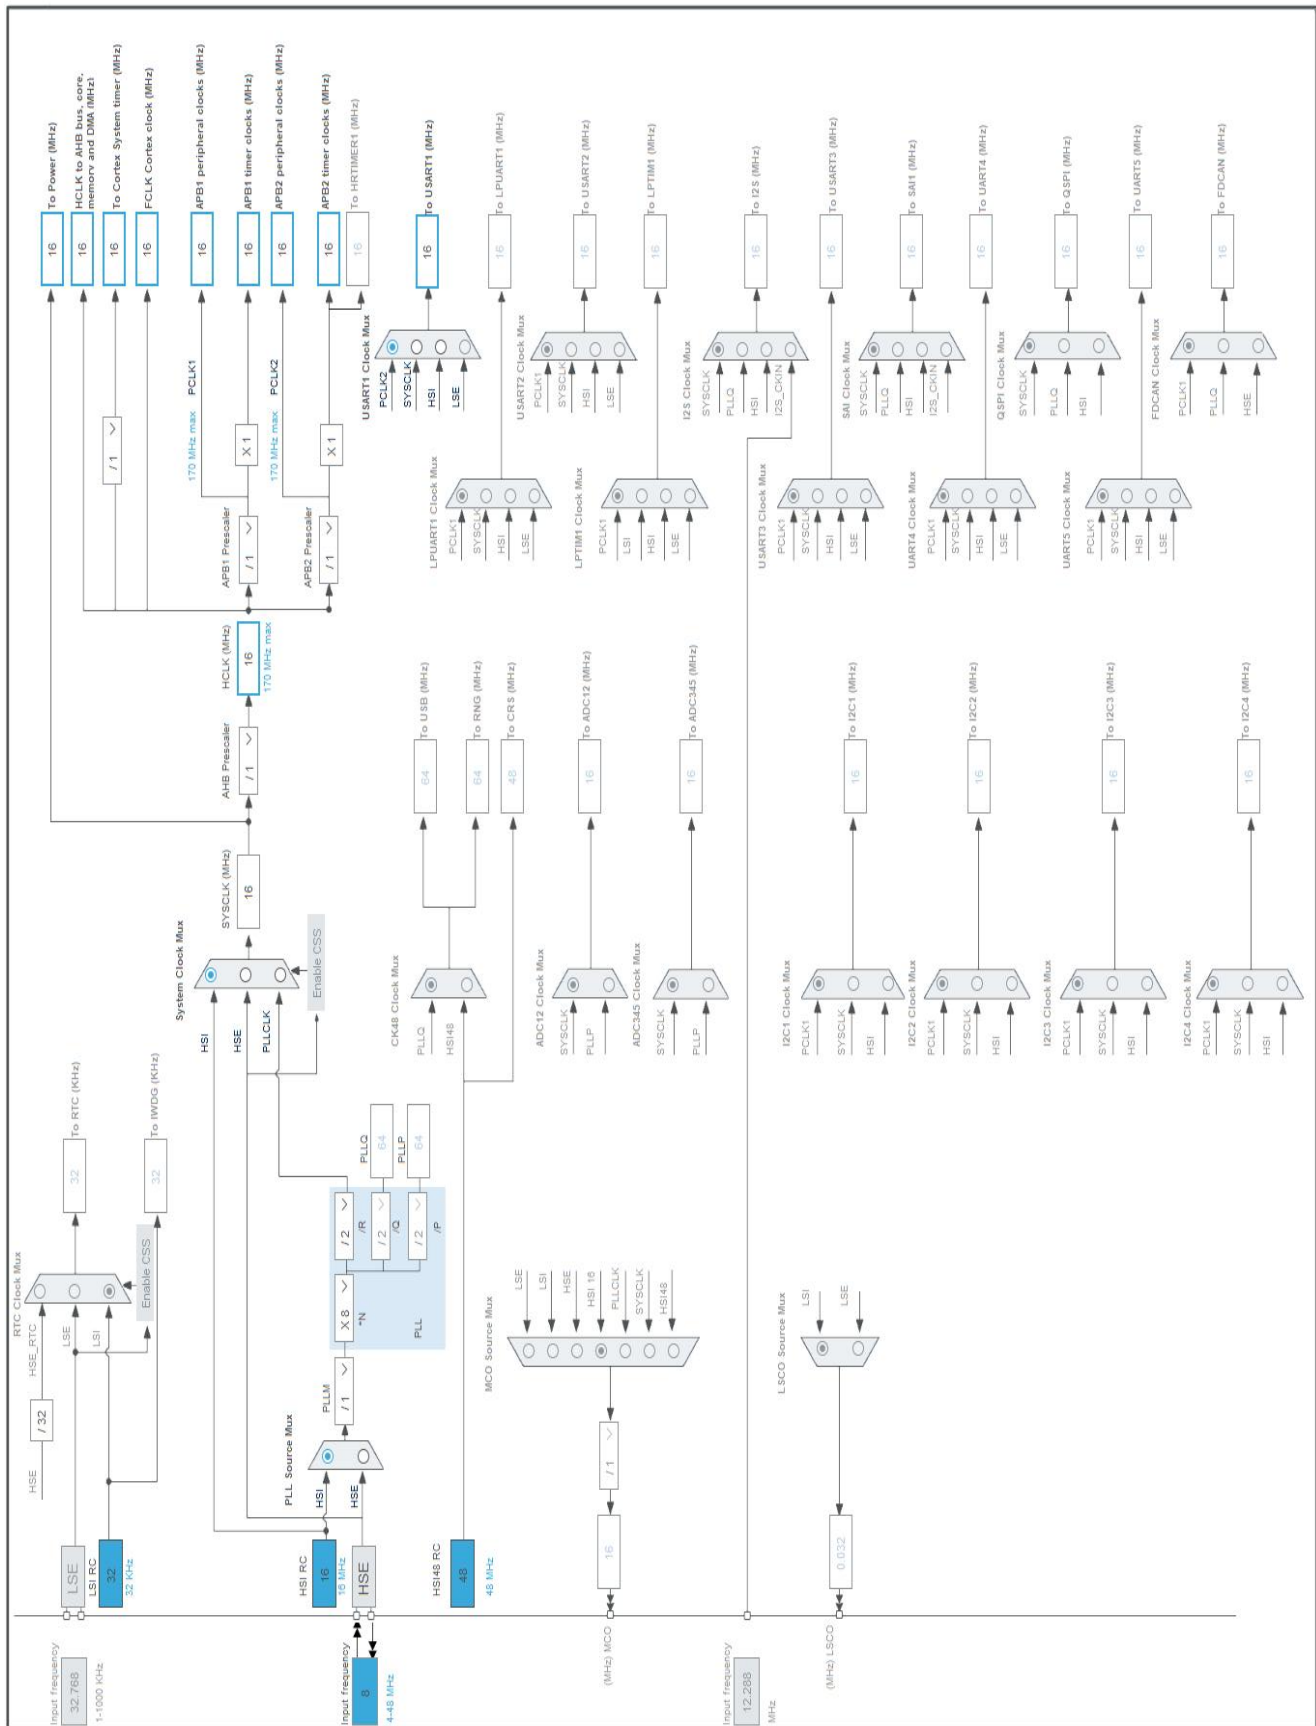 Input frequency
32.768
1-1000 KHz
LSE
LSI RC
32
32 KHz
HSE
/ 32
HSE_RTC
LSE
LSI
RTC Clock Mux
Enable CSS
32
To RTC (KHz)
32
To IWDG (KHz)
Input frequency
8
4-48 MHz
HSI RC
16
16 MHz
HSE
HSI48 RC
48
48 MHz
PLL Source Mux
HSI
HSE
PLLM
/ 1
X 8
*N
PLL
/ 2
/R
/ 2
/Q
/ 2
/P
PLLQ
64
PLLP
64
System Clock Mux
HSI
HSE
PLLCLK
Enable CSS
SYSCLK (MHz)
16
AHB Prescaler
/ 1
HCLK (MHz)
16
170 MHz max
APB1 Prescaler
/ 1
APB2 Prescaler
/ 1
/ 1
X 1
X 1
170 MHz max
PCLK1
170 MHz max
PCLK2
16
To Power (MHz)
16
HCLK to AHB bus, core,
memory and DMA (MHz)
16
To Cortex System timer (MHz)
16
FCLK Cortex clock (MHz)
16
APB1 peripheral clocks (MHz)
16
APB1 timer clocks (MHz)
16
APB2 peripheral clocks (MHz)
16
APB2 timer clocks (MHz)
16
To HRTIMER1 (MHz)
CK48 Clock Mux
PLLQ
HSI48
64
To USB (MHz)
64
To RNG (MHz)
48
To CRS (MHz)
ADC12 Clock Mux
SYSCLK
PLLP
16
To ADC12 (MHz)
ADC345 Clock Mux
SYSCLK
PLLP
16
To ADC345 (MHz)
USART1 Clock Mux
PCLK2
SYSCLK
HSI
LSE
16
To USART1 (MHz)
LPUART1 Clock Mux
PCLK1
SYSCLK
HSI
LSE
16
To LPUART1 (MHz)
USART2 Clock Mux
PCLK1
SYSCLK
HSI
LSE
16
To USART2 (MHz)
LPTIM1 Clock Mux
PCLK1
LSI
HSI
LSE
16
To LPTIM1 (MHz)
I2S Clock Mux
SYSCLK
PLLQ
HSI
I2S_CKIN
16
To I2S (MHz)
USART3 Clock Mux
PCLK1
SYSCLK
HSI
LSE
16
To USART3 (MHz)
SAI Clock Mux
SYSCLK
PLLQ
HSI
I2S_CKIN
16
To SAI1 (MHz)
UART4 Clock Mux
PCLK1
SYSCLK
HSI
LSE
16
To UART4 (MHz)
QSPI Clock Mux
SYSCLK
PLLQ
HSI
16
To QSPI (MHz)
UART5 Clock Mux
PCLK1
SYSCLK
HSI
LSE
16
To UART5 (MHz)
FDCAN Clock Mux
PCLK1
PLLQ
HSE
16
To FDCAN (MHz)
MCO Source Mux
LSE
LSI
HSE
HSI 16
PLLCLK
SYSCLK
HSI48
/ 1
16
(MHz) MCO
12.288
MHz
LSCO Source Mux
LSI
LSE
0.032
(MHz) LSCO
I2C1 Clock Mux
PCLK1
SYSCLK
HSI
16
To I2C1 (MHz)
I2C2 Clock Mux
PCLK1
SYSCLK
HSI
16
To I2C2 (MHz)
I2C3 Clock Mux
PCLK1
SYSCLK
HSI
16
To I2C3 (MHz)
I2C4 Clock Mux
PCLK1
SYSCLK
HSI
16
To I2C4 (MHz)
Input frequency